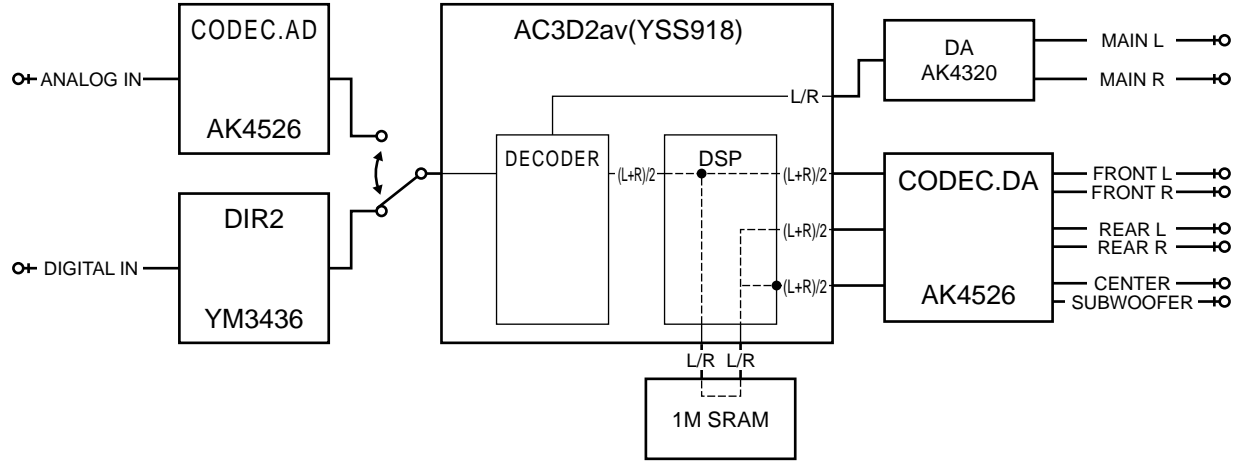 CODEC.AD
AK4526
ANALOG IN
DIR2
YM3436
DIGITAL IN
AC3D2av(YSS918)
L/R
DECODER
(L+R)/2
DSP
(L+R)/2
(L+R)/2
(L+R)/2
L/R L/R
1M SRAM
DA
AK4320
MAIN L
MAIN R
CODEC.DA
AK4526
FRONT L
FRONT R
REAR L
REAR R
CENTER
SUBWOOFER